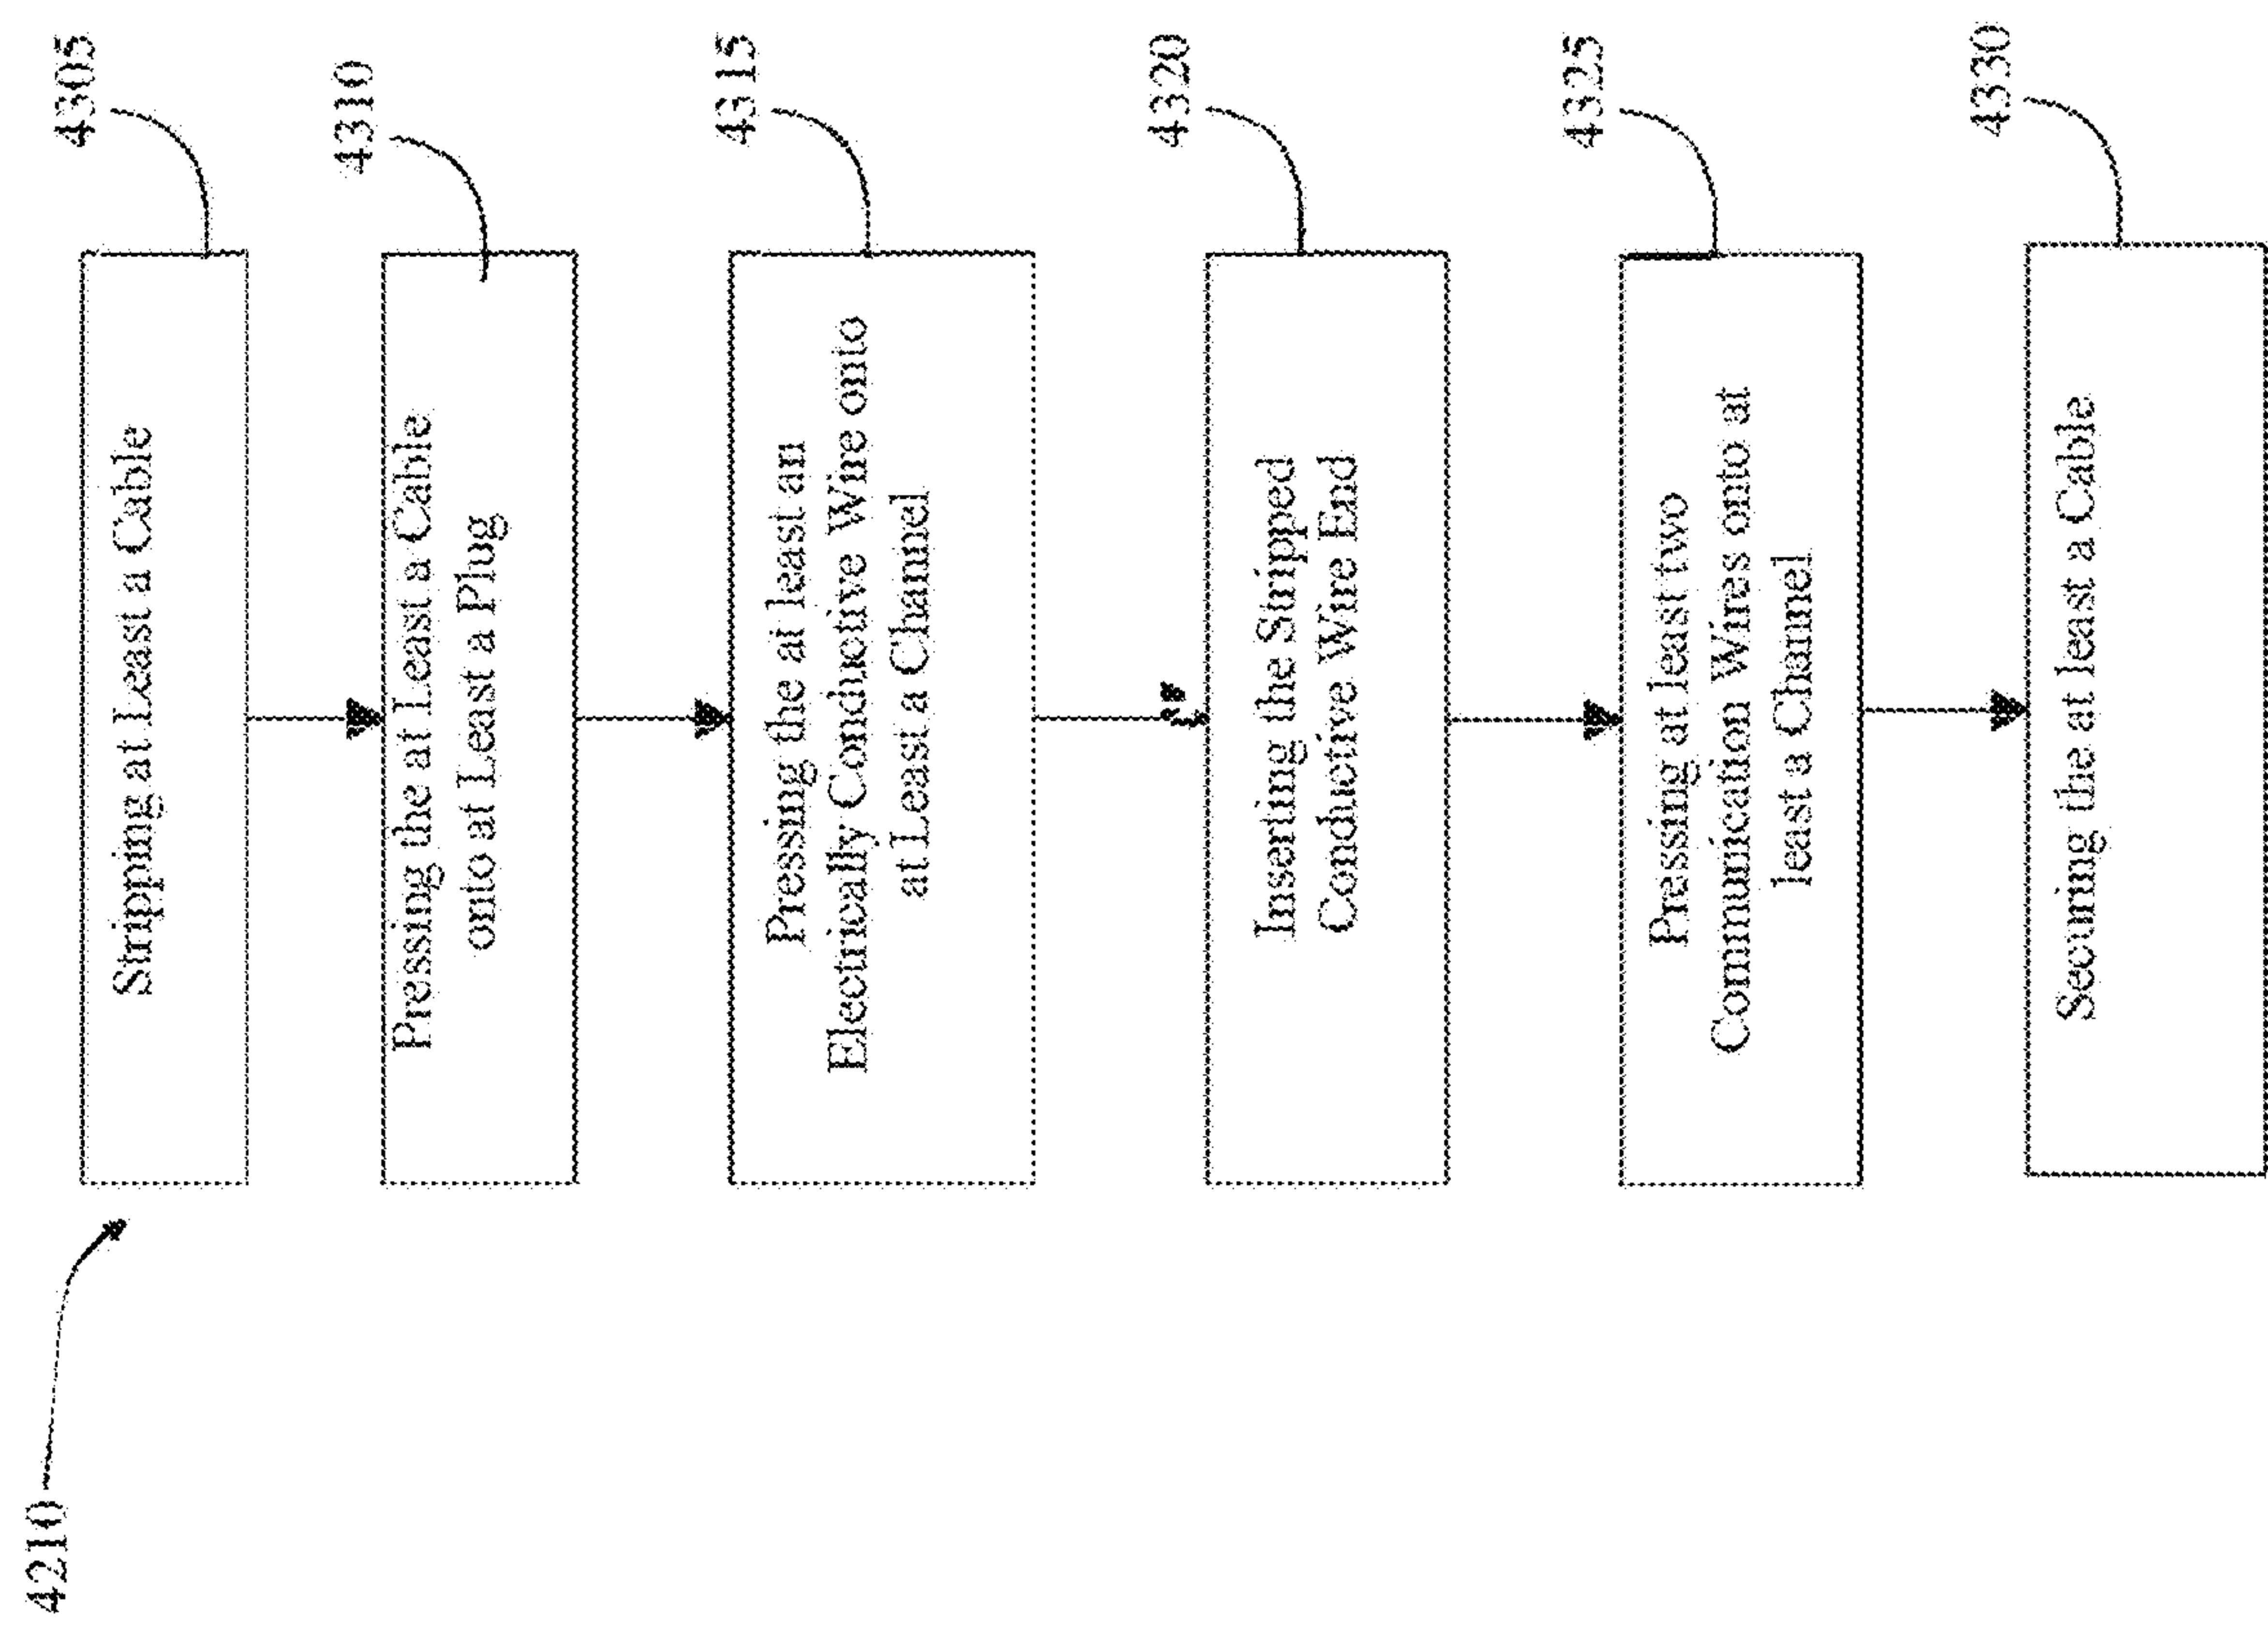 4210
4305
Stripping at Least a Cable
4310
Pressing the at Least a Cable
onto at Least a Plug
4315
Pressing the at least an
Electrically Conductive Wire onto
at Least a Channel
4320
Inserting the Stripped
Conductive Wire End
4325
Pressing at least two
Communication Wires onto at
least a Channel
4330
Securing the at least a Cable